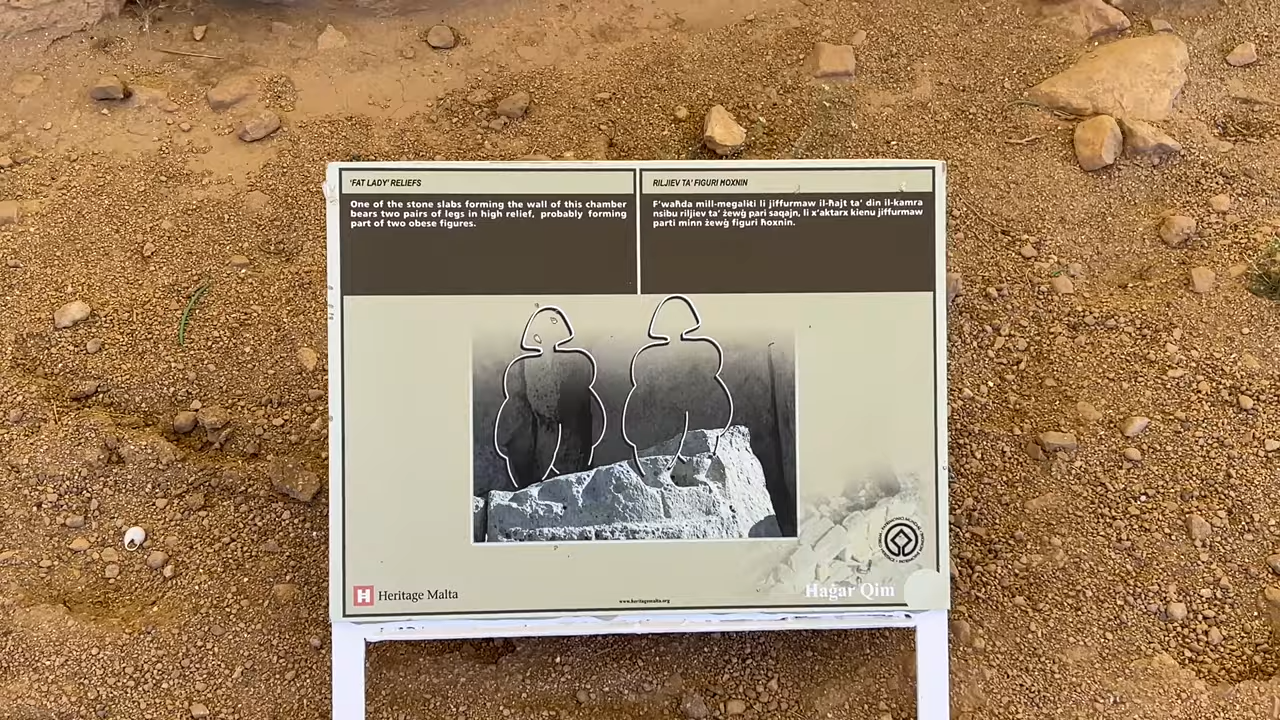 'FAT LADY' RELIEFS
One of the stone slabs forming the wall of this chamber
bears two pairs of legs in high relief, probably forming
part of two obese figures.
RILJIEV TA' FIGURI ĦOXNIN
F'waħda mill-megaliti li jiffurmaw il-ħajt ta' din il-kamra
nsibu riljiev ta' żewġ pari saqajn, li x'aktarx kienu jiffurmaw
parti minn żewġ figuri ħoxnin.
H Heritage Malta
www.heritagemalta.org
Ħaġar Qim